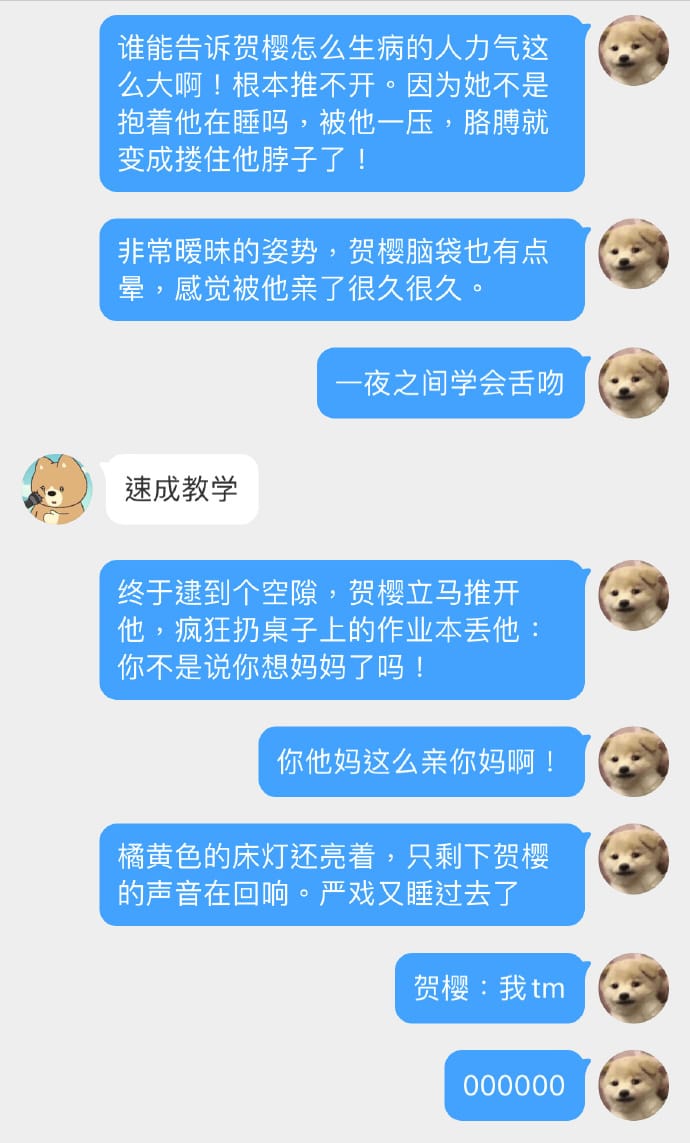 谁能告诉贺樱怎么生病的人力气这
么大啊！根本推不开。因为她不是
抱着他在睡吗，被他一压，胳膊就
变成搂住他脖子了！
非常暧昧的姿势，贺樱脑袋也有点
晕，感觉被他亲了很久很久。
一夜之间学会舌吻
速成教学
终于逮到个空隙，贺樱立马推开
他，疯狂扔桌子上的作业本丢他：
你不是说你想妈妈了吗！
你他妈这么亲你妈啊！
橘黄色的床灯还亮着，只剩下贺樱
的声音在回响。严戏又睡过去了
贺樱：我tm
000000